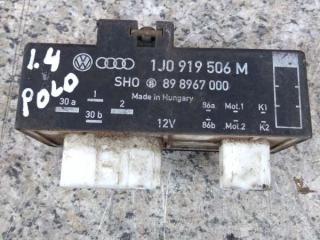 1.4
POLO
1J0 919 506 M
SHO ® 89 8967 000
Made in Hungary
30 a 1 2 86a Mot.1 K1
30 b 12V 86b Mot.2 K2